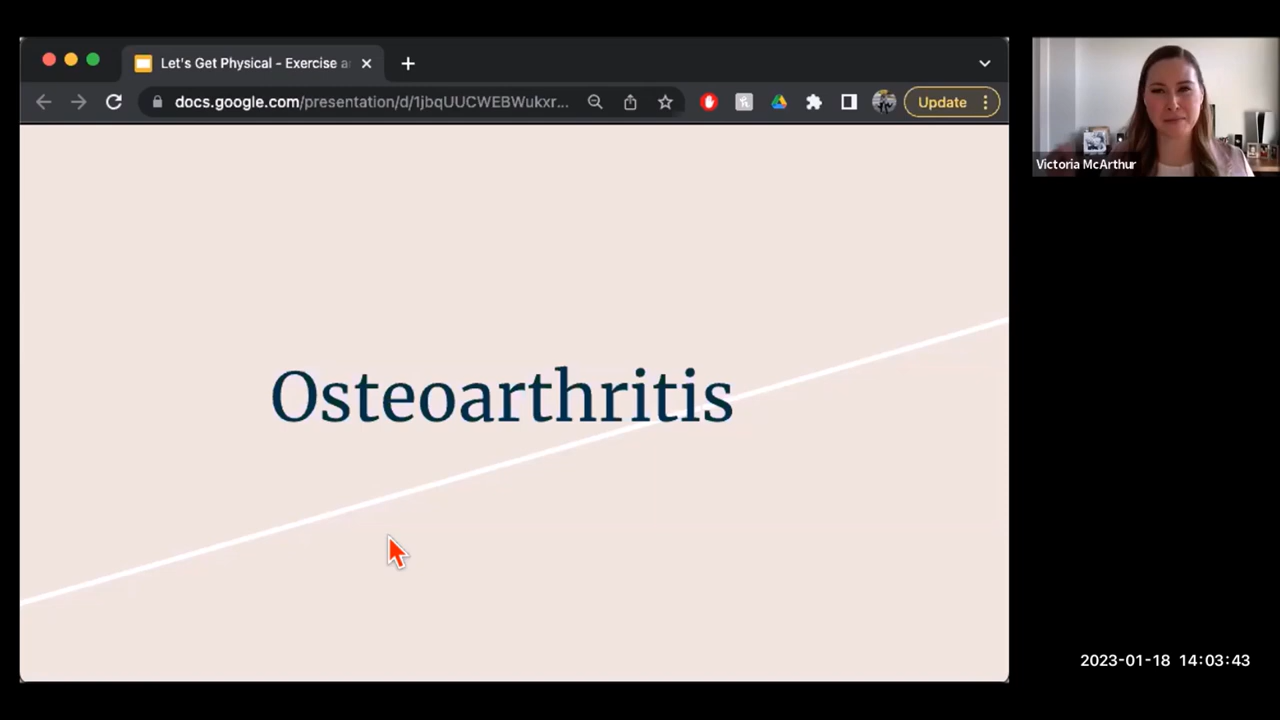 Let's Get Physical - Exercise a
docs.google.com/presentation/d/1jbqUUCWEBWukxr...
Update
Victoria McArthur
Osteoarthritis
2023-01-18 14:03:43